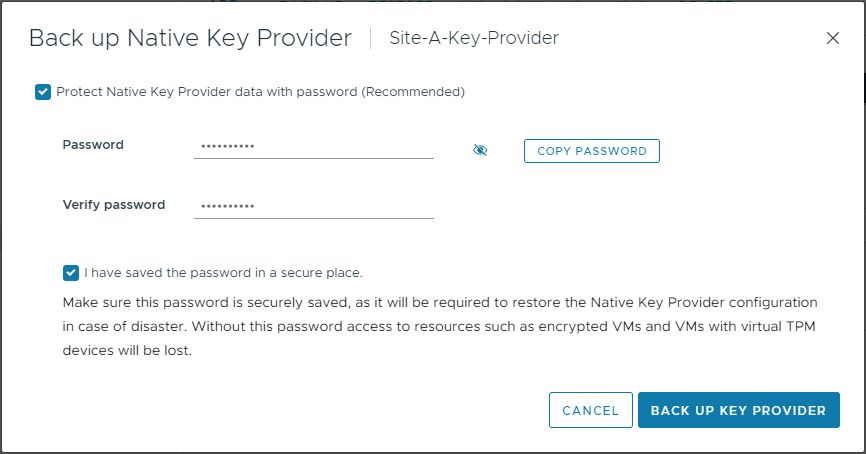 Back up Native Key Provider | Site-A-Key-Provider
Protect Native Key Provider data with password (Recommended)
Password •••••••••• COPY PASSWORD
Verify password ••••••••••
I have saved the password in a secure place.
Make sure this password is securely saved, as it will be required to restore the Native Key Provider configuration
in case of disaster. Without this password access to resources such as encrypted VMs and VMs with virtual TPM
devices will be lost.
CANCEL BACK UP KEY PROVIDER